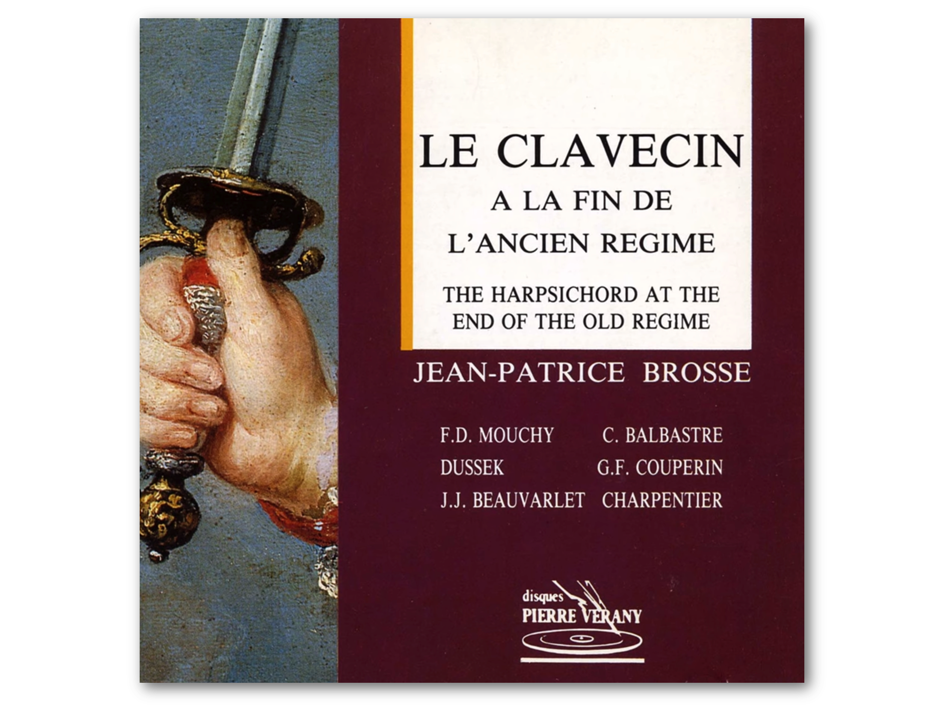 LE CLAVECIN
A LA FIN DE
L'ANCIEN REGIME
THE HARPSICHORD AT THE
END OF THE OLD REGIME
JEAN-PATRICE BROSSE
F.D. MOUCHY C. BALBASTRE
DUSSEK G.F. COUPERIN
J.J. BEAUVARLET CHARPENTIER
disques
PIERRE VERANY